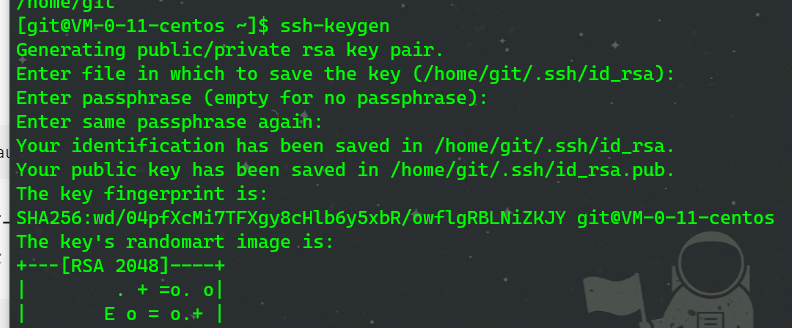 /home/git
[git@VM-0-11-centos ~]$ ssh-keygen
Generating public/private rsa key pair.
Enter file in which to save the key (/home/git/.ssh/id_rsa):
Enter passphrase (empty for no passphrase):
Enter same passphrase again:
Your identification has been saved in /home/git/.ssh/id_rsa.
Your public key has been saved in /home/git/.ssh/id_rsa.pub.
The key fingerprint is:
SHA256:wd/04pfXcMi7TFXgy8cHlb6y5xbR/owflgRBLNiZKJY git@VM-0-11-centos
The key's randomart image is:
+---[RSA 2048]----+
|        . + =o. o|
|       E o = o.+ |